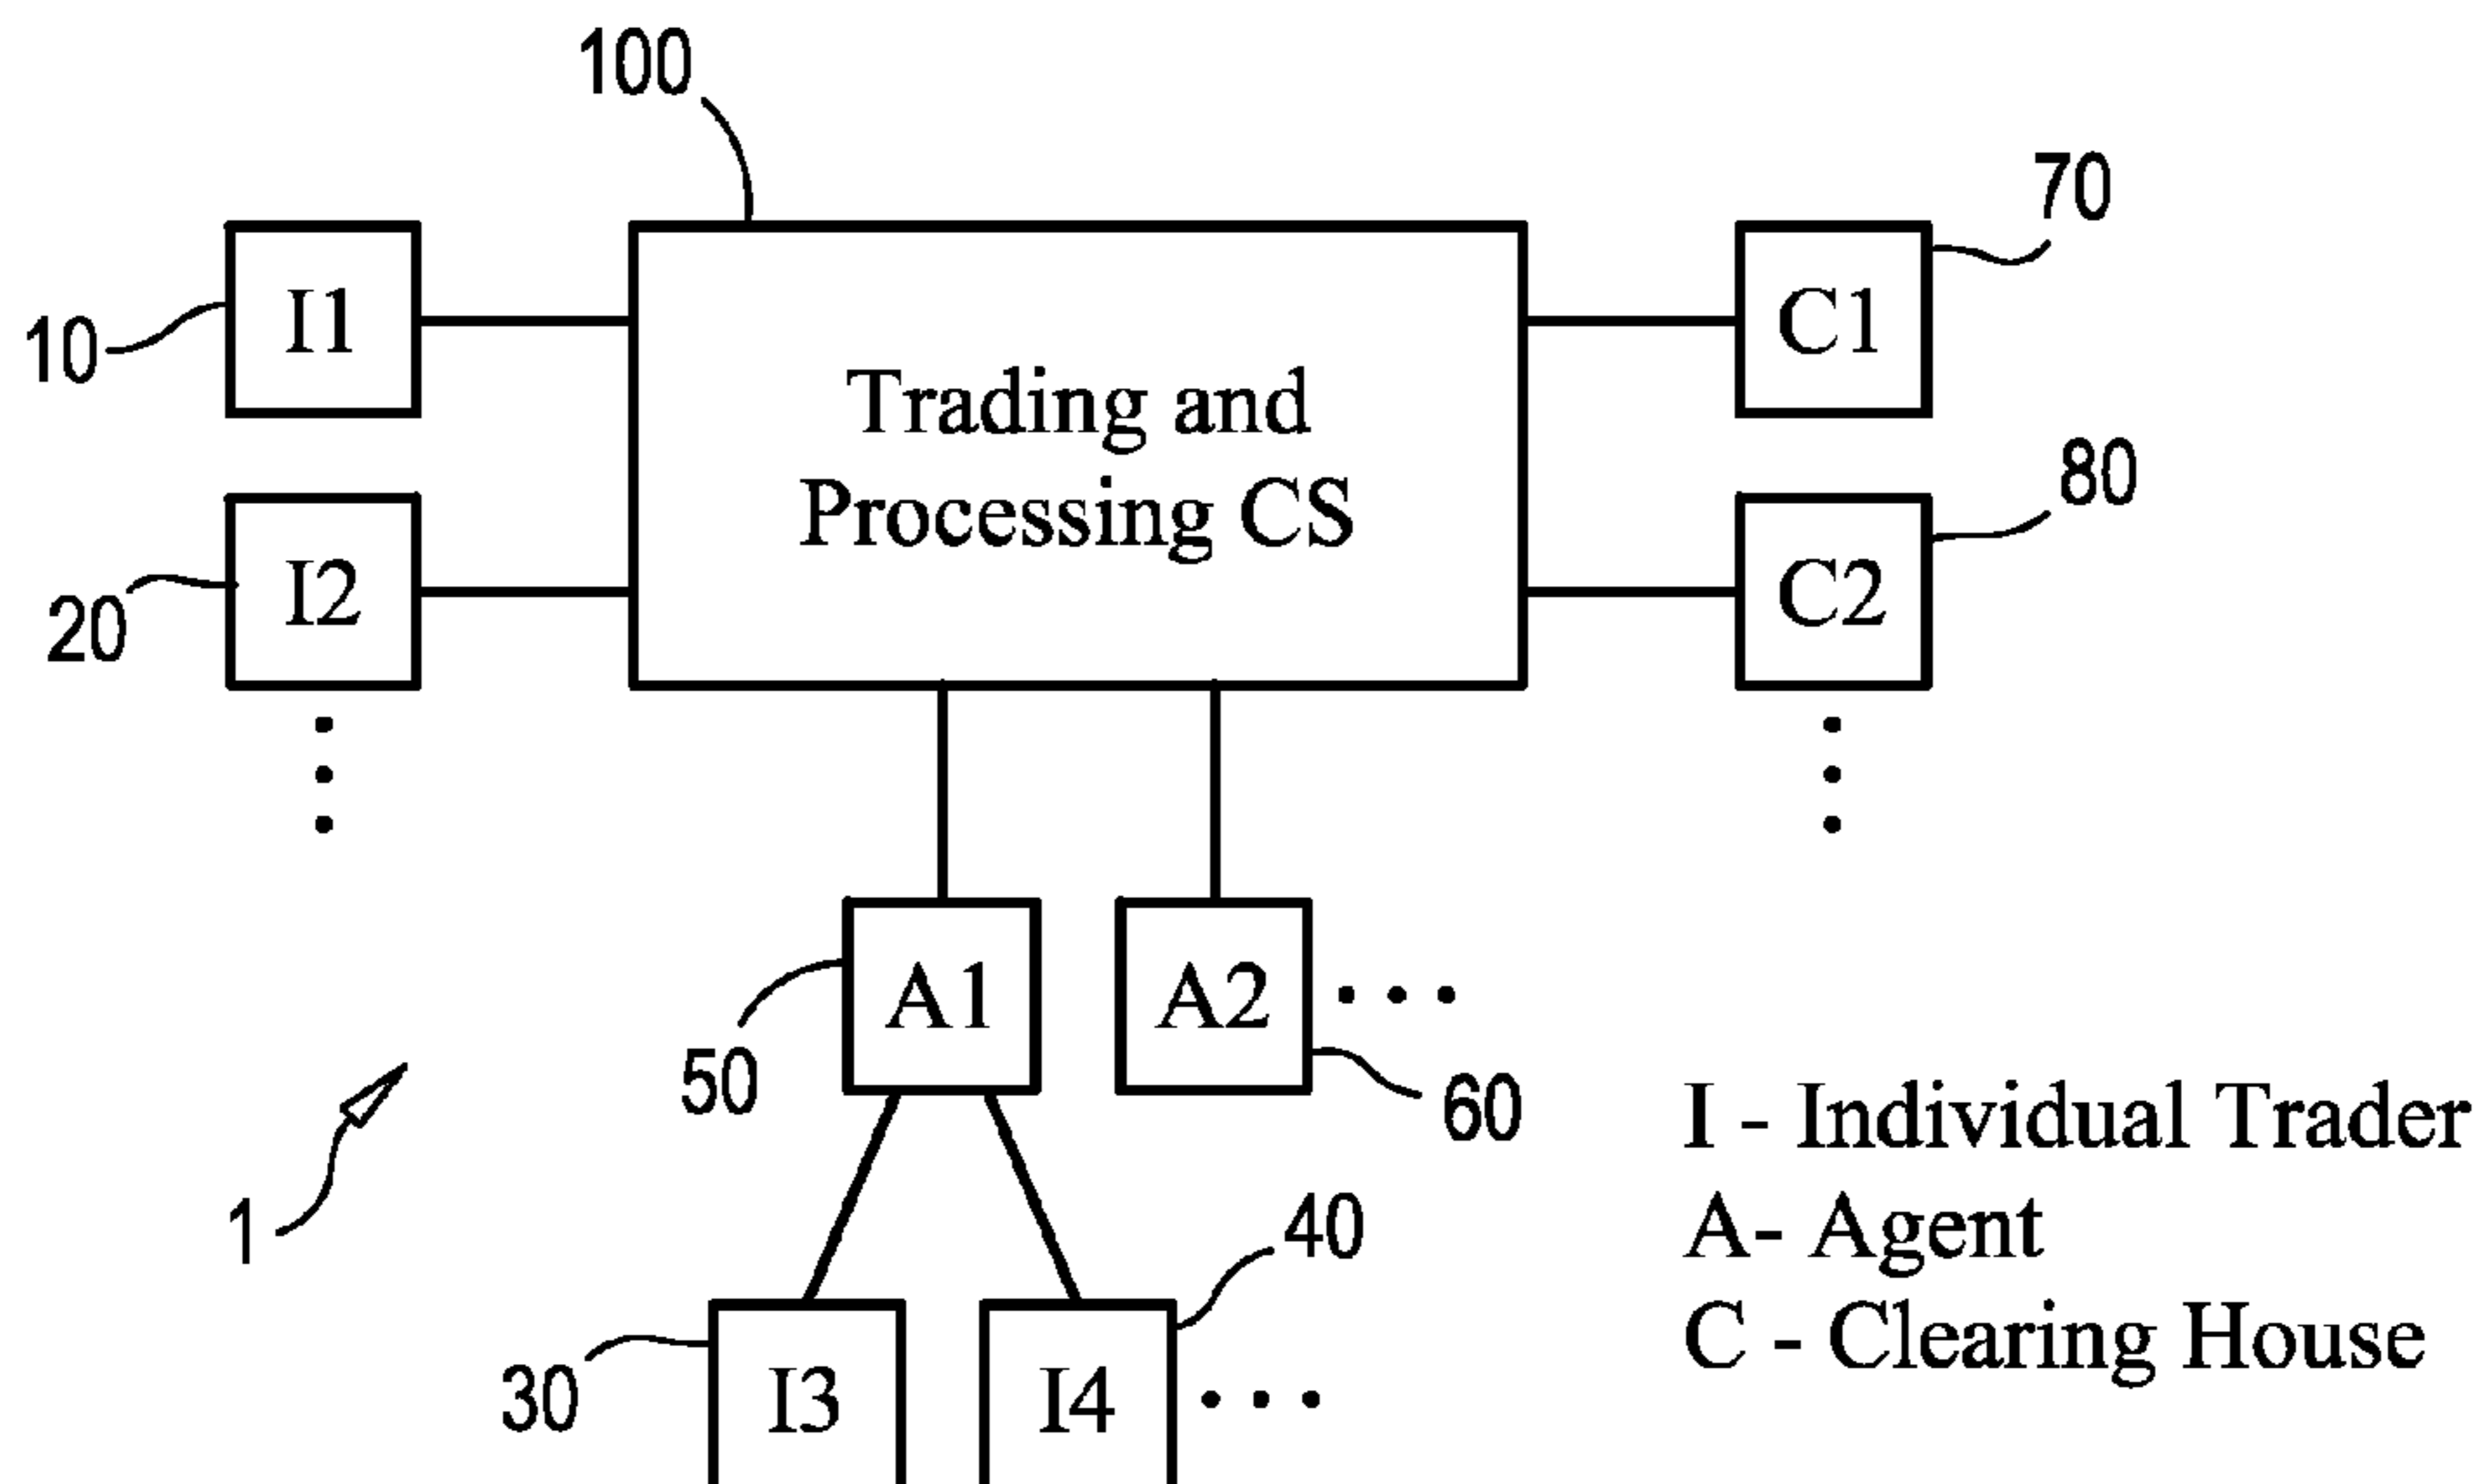 100
70
I1
C1
10
Trading and
Processing CS
80
I2
C2
20
A1
A2
50
60
I - Individual Trader
A- Agent
C - Clearing House
1
40
30
I3
I4